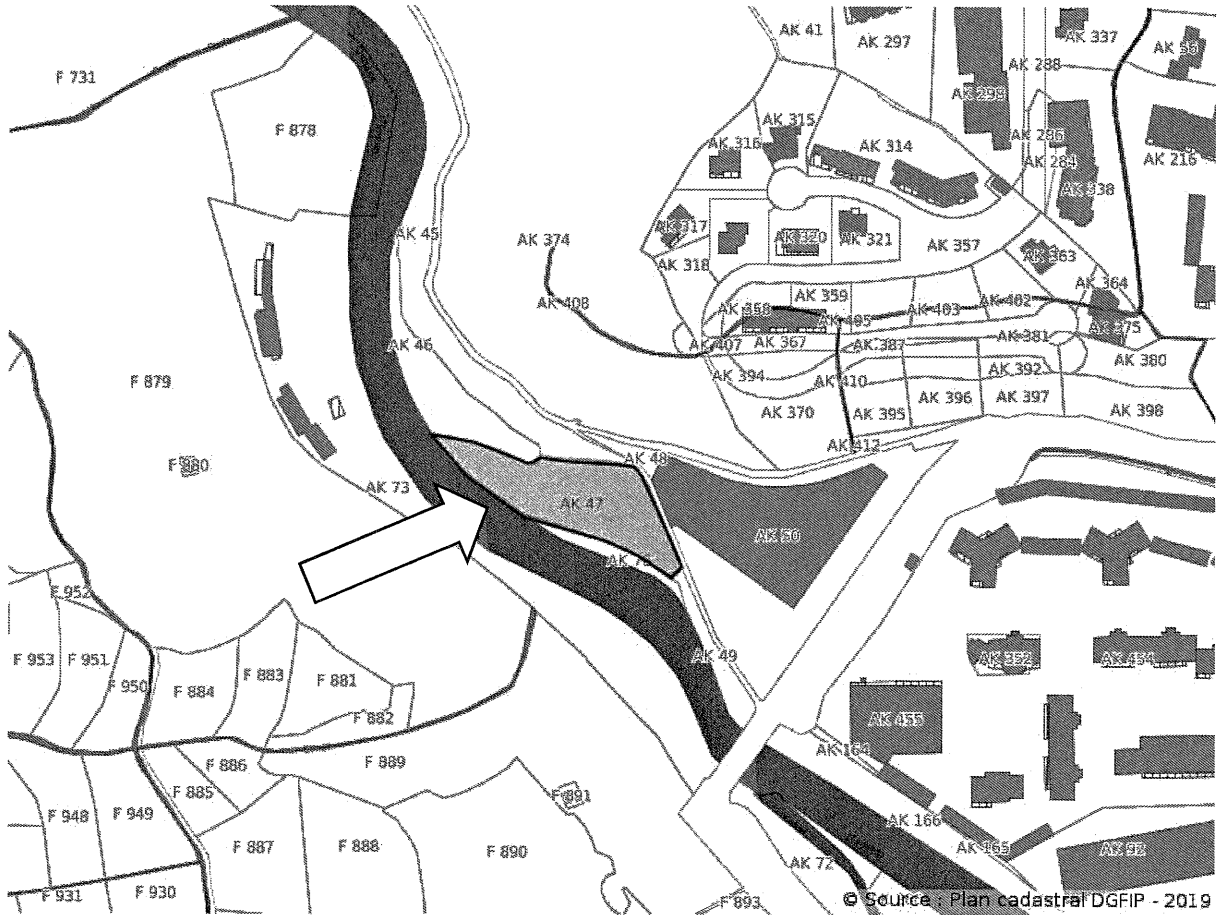 AK 41
AK 297
AK 337
AK 56
F 731
AK 288
AK 298
F 878
AK 315
AK 286
AK 316
AK 314
AK 284
AK 216
AK 338
AK 317
AK 45
AK 374
AK 320
AK 321
AK 357
AK 363
AK 318
AK 364
AK 408
AK 359
AK 402
AK 358
AK 403
AK 405
AK 375
AK 46
AK 407
AK 367
AK 387
AK 381
AK 380
AK 394
AK 392
F 879
AK 410
AK 396
AK 397
AK 370
AK 395
AK 398
AK 412
F 880
AK 48
AK 73
AK 47
AK 50
F 952
F 953
F 951
AK 49
AK 352
AK 454
F 950
F 884
F 883
F 881
F 882
AK 455
AK 164
F 886
F 889
F 885
F 891
F 948
F 949
AK 166
F 887
F 888
F 890
AK 165
AK 92
AK 72
F 931
F 930
F 893
© Source : Plan cadastral DGFIP - 2019